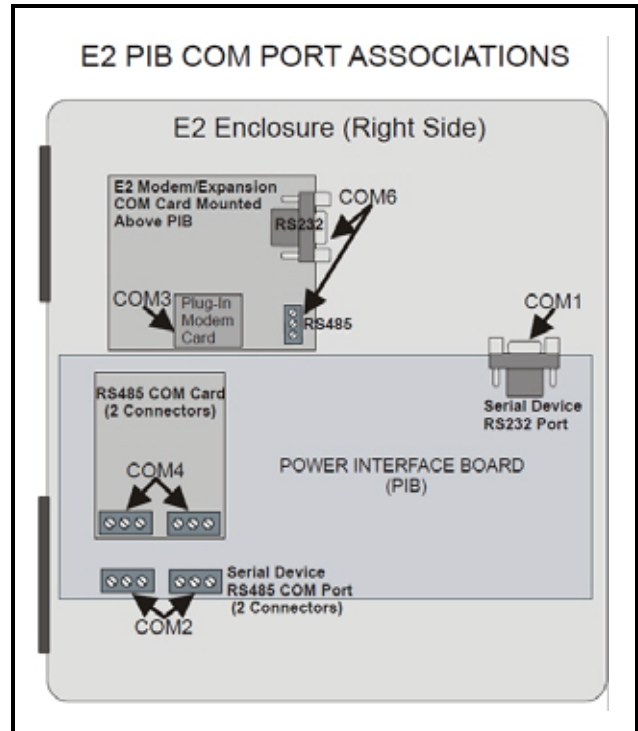 E2 PIB COM PORT ASSOCIATIONS
E2 Enclosure (Right Side)
E2 Modem/Expansion
COM Card Mounted
Above PIB
COM6
RS232
COM3
Plug-In
Modem
Card
RS485
COM1
Serial Device
RS232 Port
RS485 COM Card
(2 Connectors)
COM4
POWER INTERFACE BOARD
(PIB)
Serial Device
RS485 COM Port
(2 Connectors)
COM2